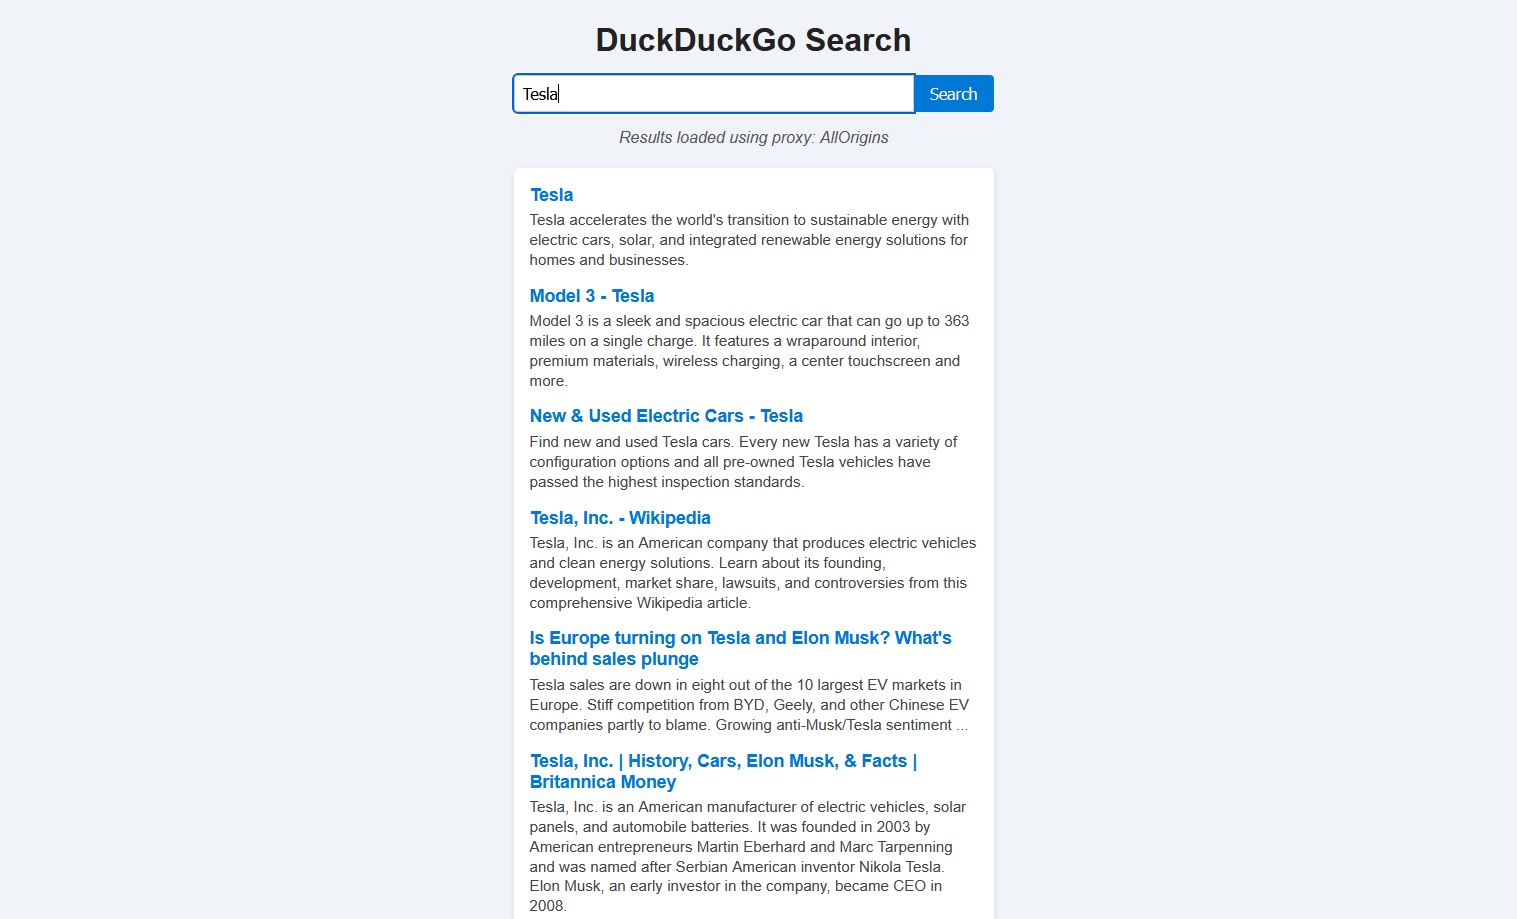 DuckDuckGo Search
Tesla
Search
Results loaded using proxy: AllOrigins
Tesla
Tesla accelerates the world's transition to sustainable energy with
electric cars, solar, and integrated renewable energy solutions for
homes and businesses.
Model 3 - Tesla
Model 3 is a sleek and spacious electric car that can go up to 363
miles on a single charge. It features a wraparound interior,
premium materials, wireless charging, a center touchscreen and
more.
New & Used Electric Cars - Tesla
Find new and used Tesla cars. Every new Tesla has a variety of
configuration options and all pre-owned Tesla vehicles have
passed the highest inspection standards.
Tesla, Inc. - Wikipedia
Tesla, Inc. is an American company that produces electric vehicles
and clean energy solutions. Learn about its founding,
development, market share, lawsuits, and controversies from this
comprehensive Wikipedia article.
Is Europe turning on Tesla and Elon Musk? What's
behind sales plunge
Tesla sales are down in eight out of the 10 largest EV markets in
Europe. Stiff competition from BYD, Geely, and other Chinese EV
companies partly to blame. Growing anti-Musk/Tesla sentiment ...
Tesla, Inc. | History, Cars, Elon Musk, & Facts |
Britannica Money
Tesla, Inc. is an American manufacturer of electric vehicles, solar
panels, and automobile batteries. It was founded in 2003 by
American entrepreneurs Martin Eberhard and Marc Tarpenning
and was named after Serbian American inventor Nikola Tesla.
Elon Musk, an early investor in the company, became CEO in
2008.